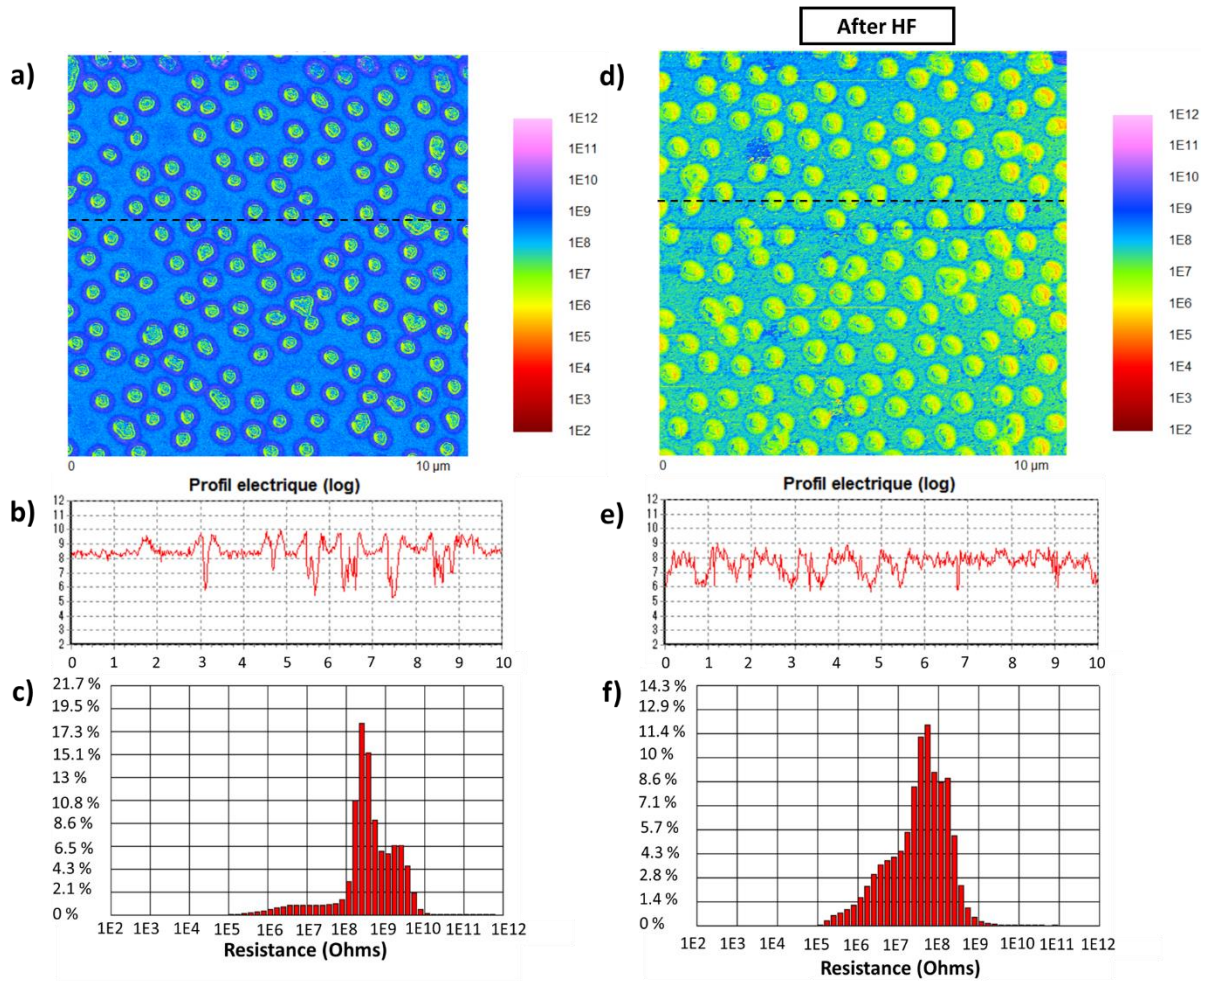 After HF
a)
1E12
1E11
1E10
1E9
1E8
1E7
1E6
1E5
1E4
1E3
1E2
0 10 µm
d)
1E12
1E11
1E10
1E9
1E8
1E7
1E6
1E5
1E4
1E3
1E2
0 10 µm
b)
Profil electrique (log)
12
11
10
9
8
7
6
5
4
3
2
0 1 2 3 4 5 6 7 8 9 10
e)
Profil electrique (log)
12
11
10
9
8
7
6
5
4
3
2
0 1 2 3 4 5 6 7 8 9 10
c)
21.7 %
19.5 %
17.3 %
15.1 %
13 %
10.8 %
8.6 %
6.5 %
4.3 %
2.1 %
0 %
1E2 1E3 1E4 1E5 1E6 1E7 1E8 1E9 1E10 1E11 1E12
Resistance (Ohms)
f)
14.3 %
12.9 %
11.4 %
10 %
8.6 %
7.1 %
5.7 %
4.3 %
2.8 %
1.4 %
0 %
1E2 1E3 1E4 1E5 1E6 1E7 1E8 1E9 1E10 1E11 1E12
Resistance (Ohms)